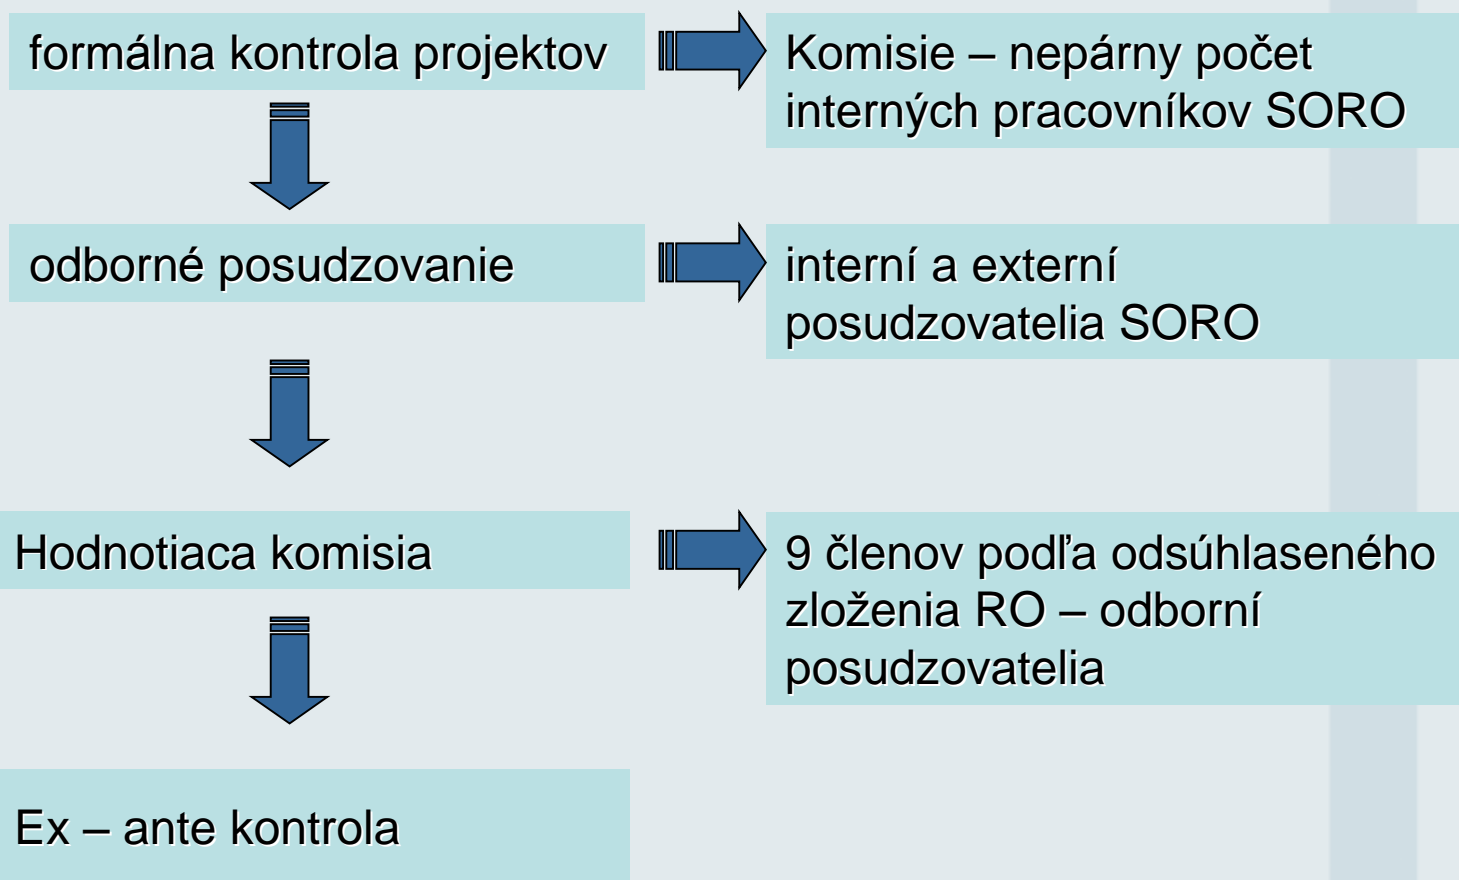 formálna kontrola projektov
Komisie – nepárny počet
interných pracovníkov SORO
odborné posudzovanie
interní a externí
posudzovatelia SORO
Hodnotiaca komisia
9 členov podľa odsúhlaseného
zloženia RO – odborní
posudzovatelia
Ex – ante kontrola